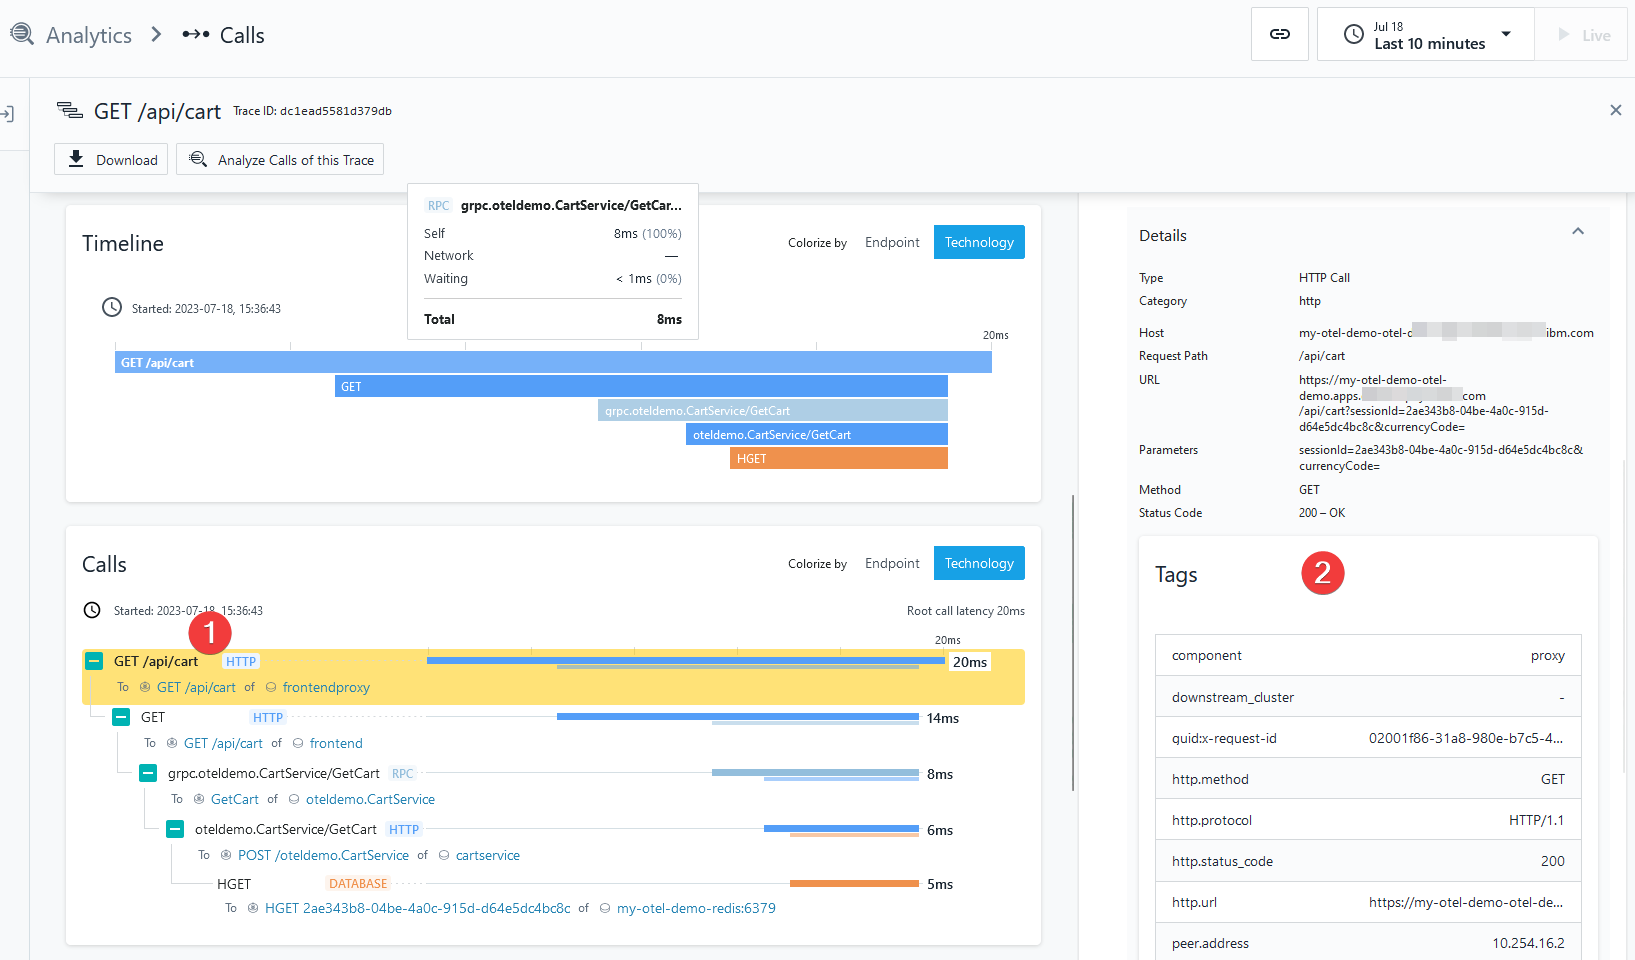 Analytics
Calls
Jul 18
Last 10 minutes
Live
GET /api/cart
Trace ID: dc1ead5581d379db
Download
Analyze Calls of this Trace
RPC grpc.oteldemo.CartService/GetCar...
Self 8ms (100%)
Network —
Waiting < 1ms (0%)
Total 8ms
Timeline
Colorize by Endpoint Technology
Started: 2023-07-18, 15:36:43
20ms
GET /api/cart
GET
grpc.oteldemo.CartService/GetCart
oteldemo.CartService/GetCart
HGET
Calls
Colorize by Endpoint Technology
Started: 2023-07-18, 15:36:43
Root call latency 20ms
1
20ms
GET /api/cart HTTP 20ms
To GET /api/cart of frontendproxy
GET HTTP 14ms
To GET /api/cart of frontend
grpc.oteldemo.CartService/GetCart RPC 8ms
To GetCart of oteldemo.CartService
oteldemo.CartService/GetCart HTTP 6ms
To POST /oteldemo.CartService of cartservice
HGET DATABASE 5ms
To HGET 2ae343b8-04be-4a0c-915d-d64e5dc4bc8c of my-otel-demo-redis:6379
Details
Type HTTP Call
Category http
Host my-otel-demo-otel-d ibm.com
Request Path /api/cart
URL https://my-otel-demo-otel-
demo.apps. com
/api/cart?sessionId=2ae343b8-04be-4a0c-915d-
d64e5dc4bc8c&currencyCode=
Parameters sessionId=2ae343b8-04be-4a0c-915d-d64e5dc4bc8c&
currencyCode=
Method GET
Status Code 200 – OK
Tags
2
component proxy
downstream_cluster -
guid:x-request-id 02001f86-31a8-980e-b7c5-4...
http.method GET
http.protocol HTTP/1.1
http.status_code 200
http.url https://my-otel-demo-otel-de...
peer.address 10.254.16.2